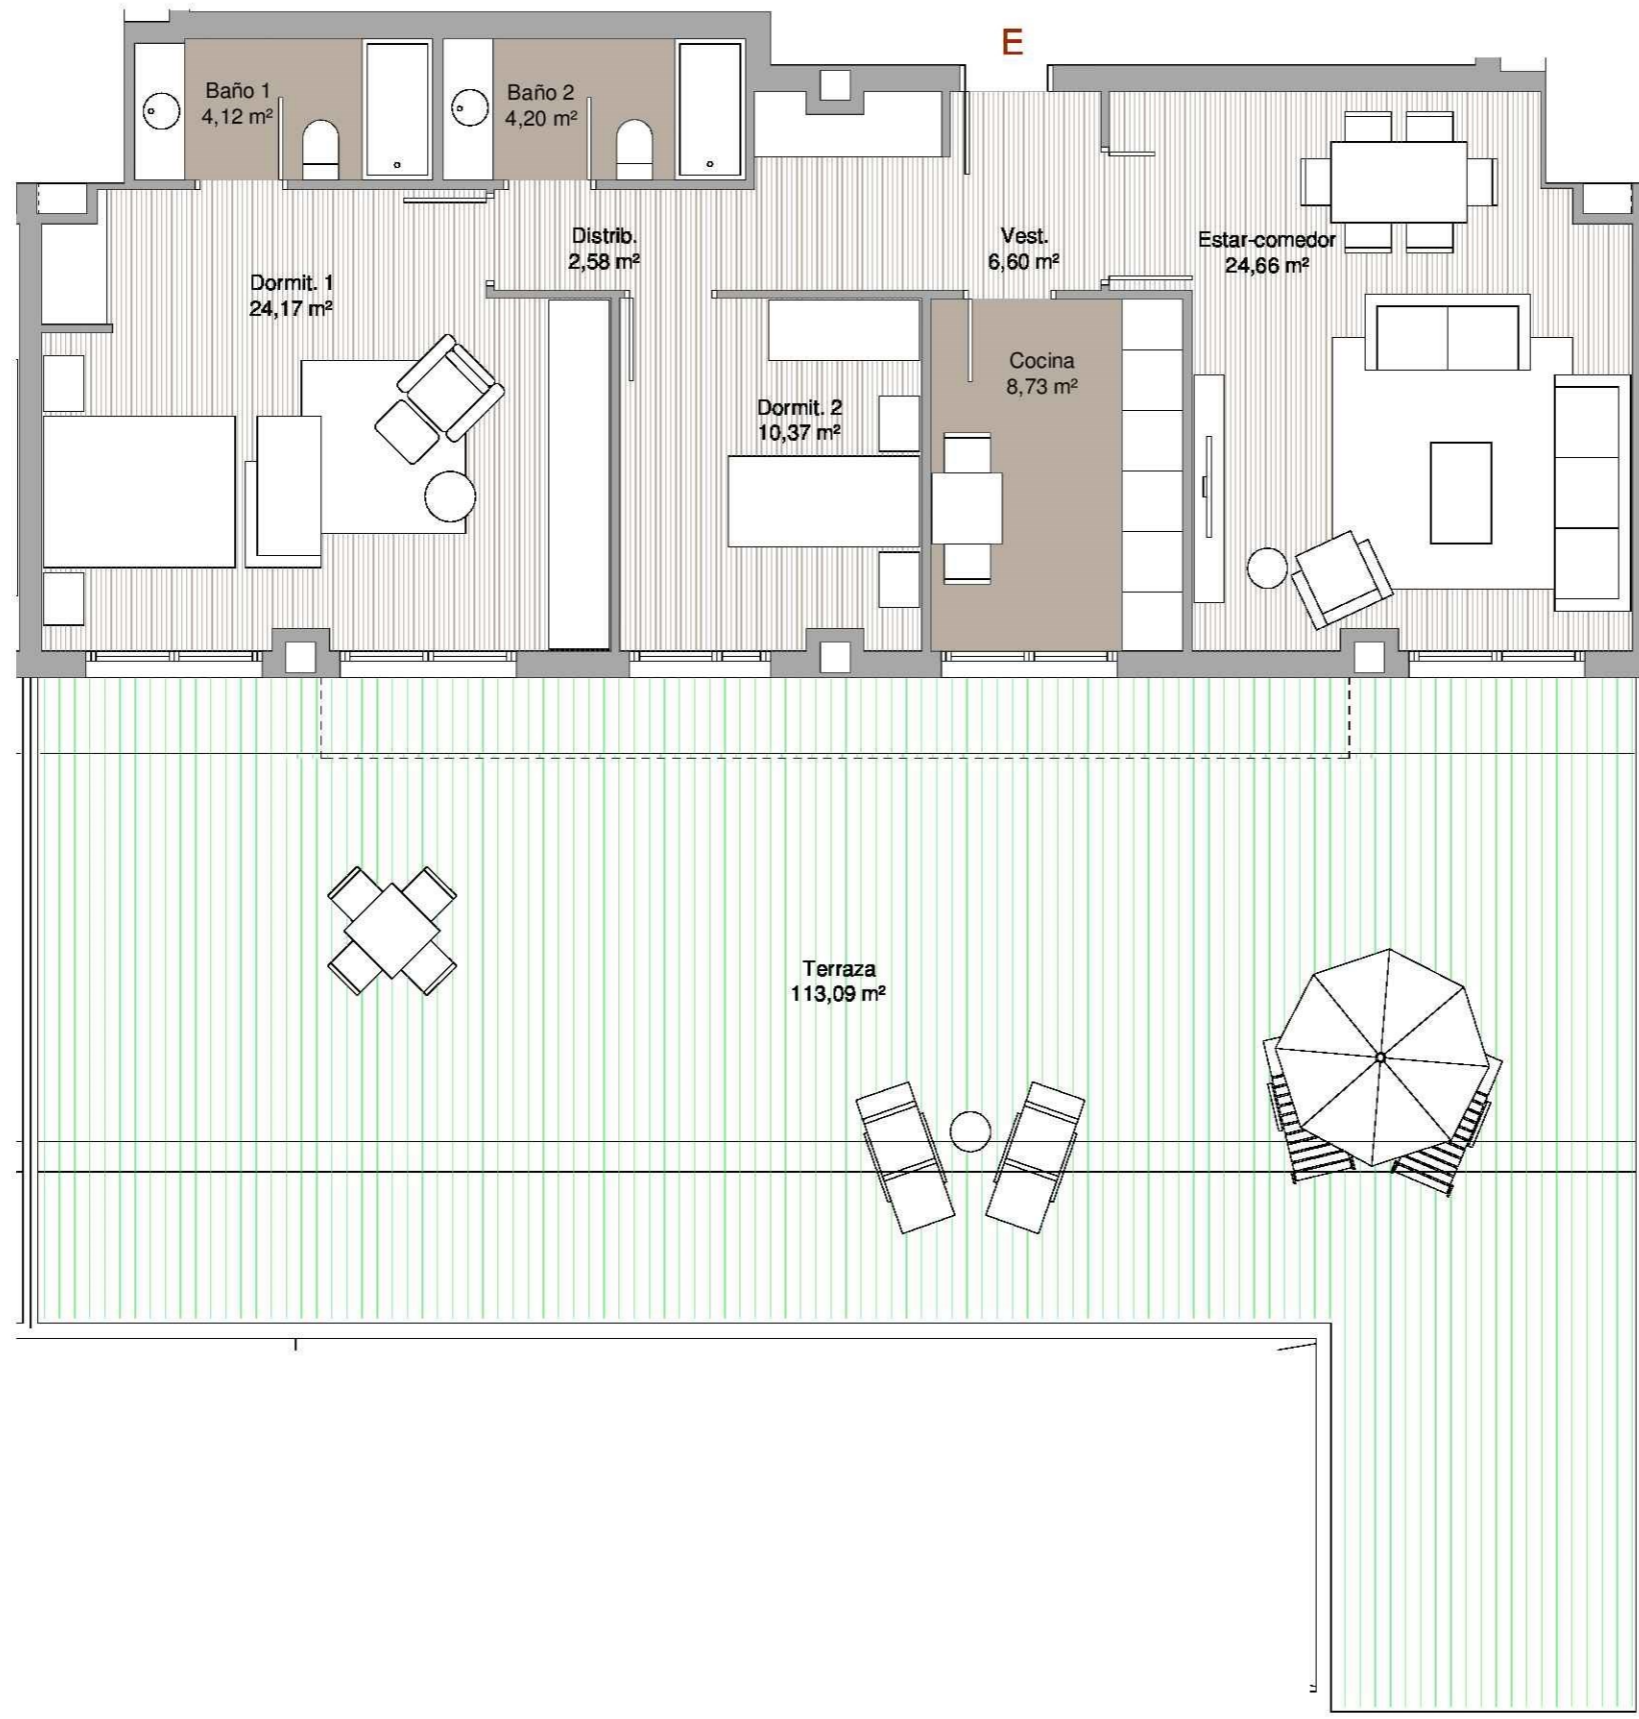 E
Baño 1
4,12 m²
Baño 2
4,20 m²
Distrib.
2,58 m²
Vest.
6,60 m²
Estar-comedor
24,66 m²
Dormit. 1
24,17 m²
Cocina
8,73 m²
Dormit. 2
10,37 m²
Terraza
113,09 m²